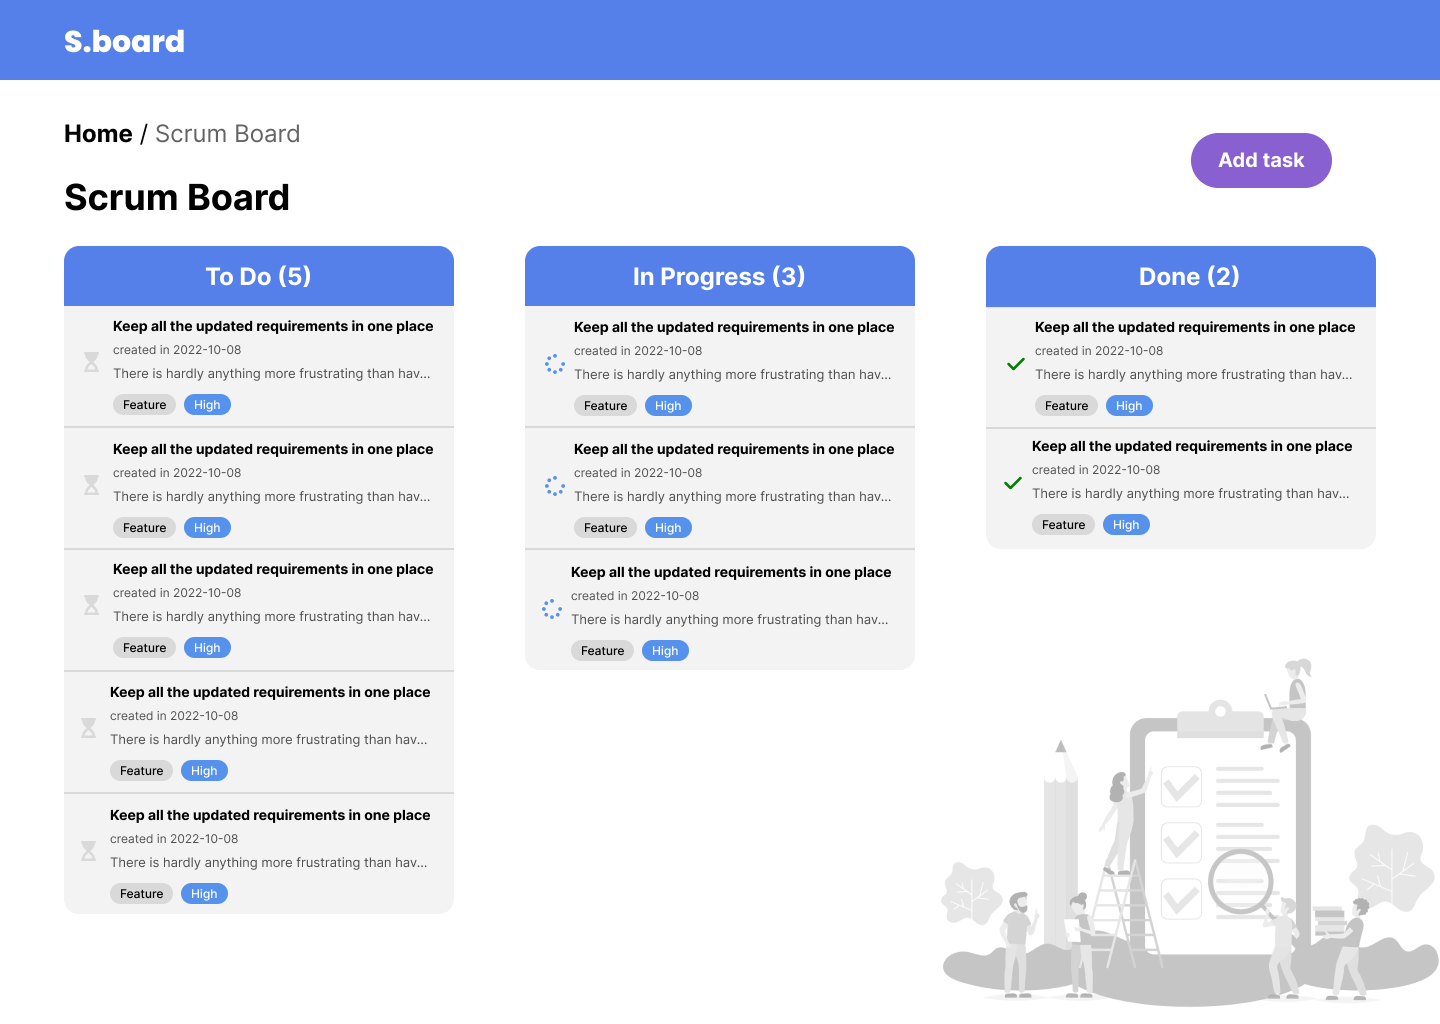 S.board
Home / Scrum Board
Add task
Scrum Board
To Do (5)
Keep all the updated requirements in one place
created in 2022-10-08
There is hardly anything more frustrating than hav...
Feature High
Keep all the updated requirements in one place
created in 2022-10-08
There is hardly anything more frustrating than hav...
Feature High
Keep all the updated requirements in one place
created in 2022-10-08
There is hardly anything more frustrating than hav...
Feature High
Keep all the updated requirements in one place
created in 2022-10-08
There is hardly anything more frustrating than hav...
Feature High
Keep all the updated requirements in one place
created in 2022-10-08
There is hardly anything more frustrating than hav...
Feature High
In Progress (3)
Keep all the updated requirements in one place
created in 2022-10-08
There is hardly anything more frustrating than hav...
Feature High
Keep all the updated requirements in one place
created in 2022-10-08
There is hardly anything more frustrating than hav...
Feature High
Keep all the updated requirements in one place
created in 2022-10-08
There is hardly anything more frustrating than hav...
Feature High
Done (2)
Keep all the updated requirements in one place
created in 2022-10-08
There is hardly anything more frustrating than hav...
Feature High
Keep all the updated requirements in one place
created in 2022-10-08
There is hardly anything more frustrating than hav...
Feature High